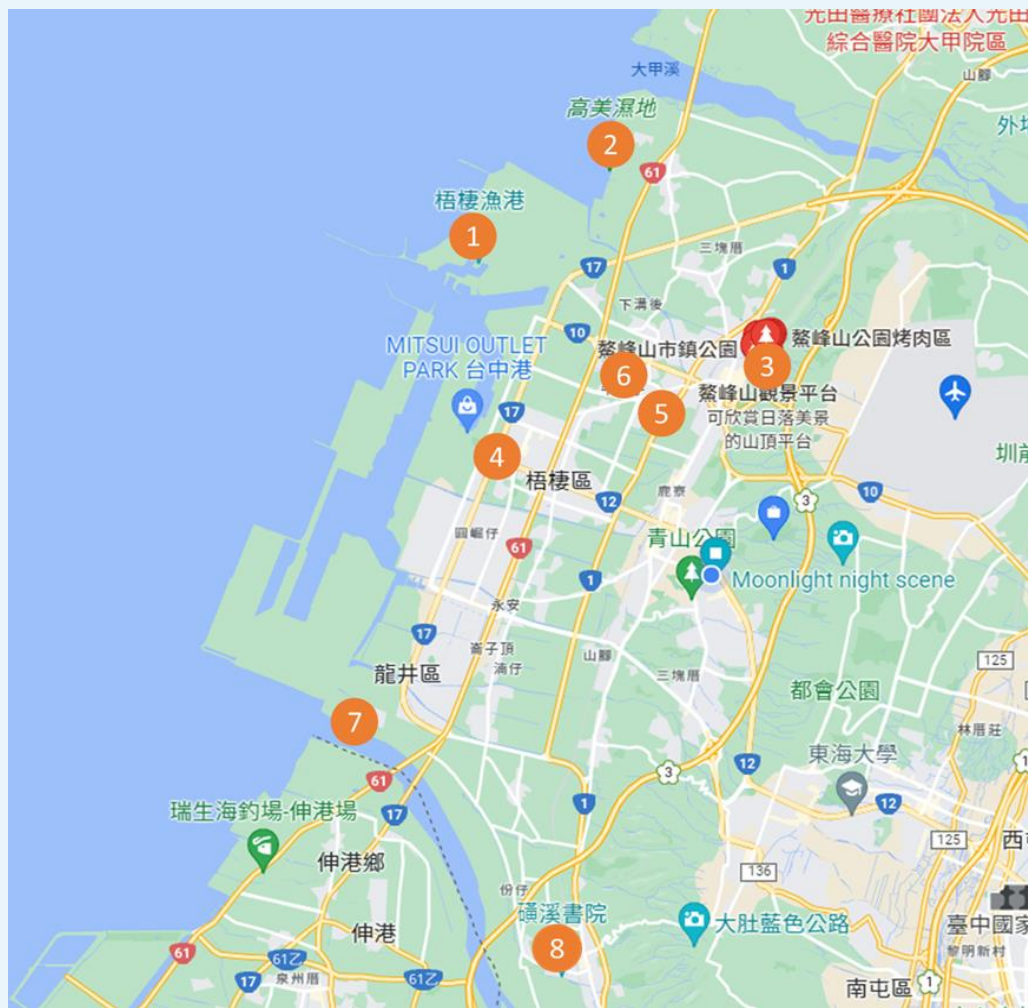 光田醫療社團法人光田
綜合醫院大甲院區
大甲溪
山腳
高美濕地
外埔
2
61
梧棲漁港
1
三塊厝
17
1
下溝後
10
鰲峰山市鎮公園
鰲峰山公園烤肉區
MITSUI OUTLET
PARK 台中港
6
3
鰲峰山觀景平台
可欣賞日落美景
的山頂平台
17
5
4
梧棲區
圳前
鹿寮
12
3
10
圓崛仔
青山公園
61
1
Moonlight night scene
永安
17
崙子頂
湳仔
山腳
龍井區
三塊厝
125
都會公園
7
林厝莊
東海大學
12
3
61
1
12
瑞生海釣場-伸港場
17
125
西屯
伸港鄉
136
份仔
磺溪書院
大肚藍色公路
臺中國家
伸港
8
黎明新村
61
61乙
17
泉州厝
61乙
南屯區
1